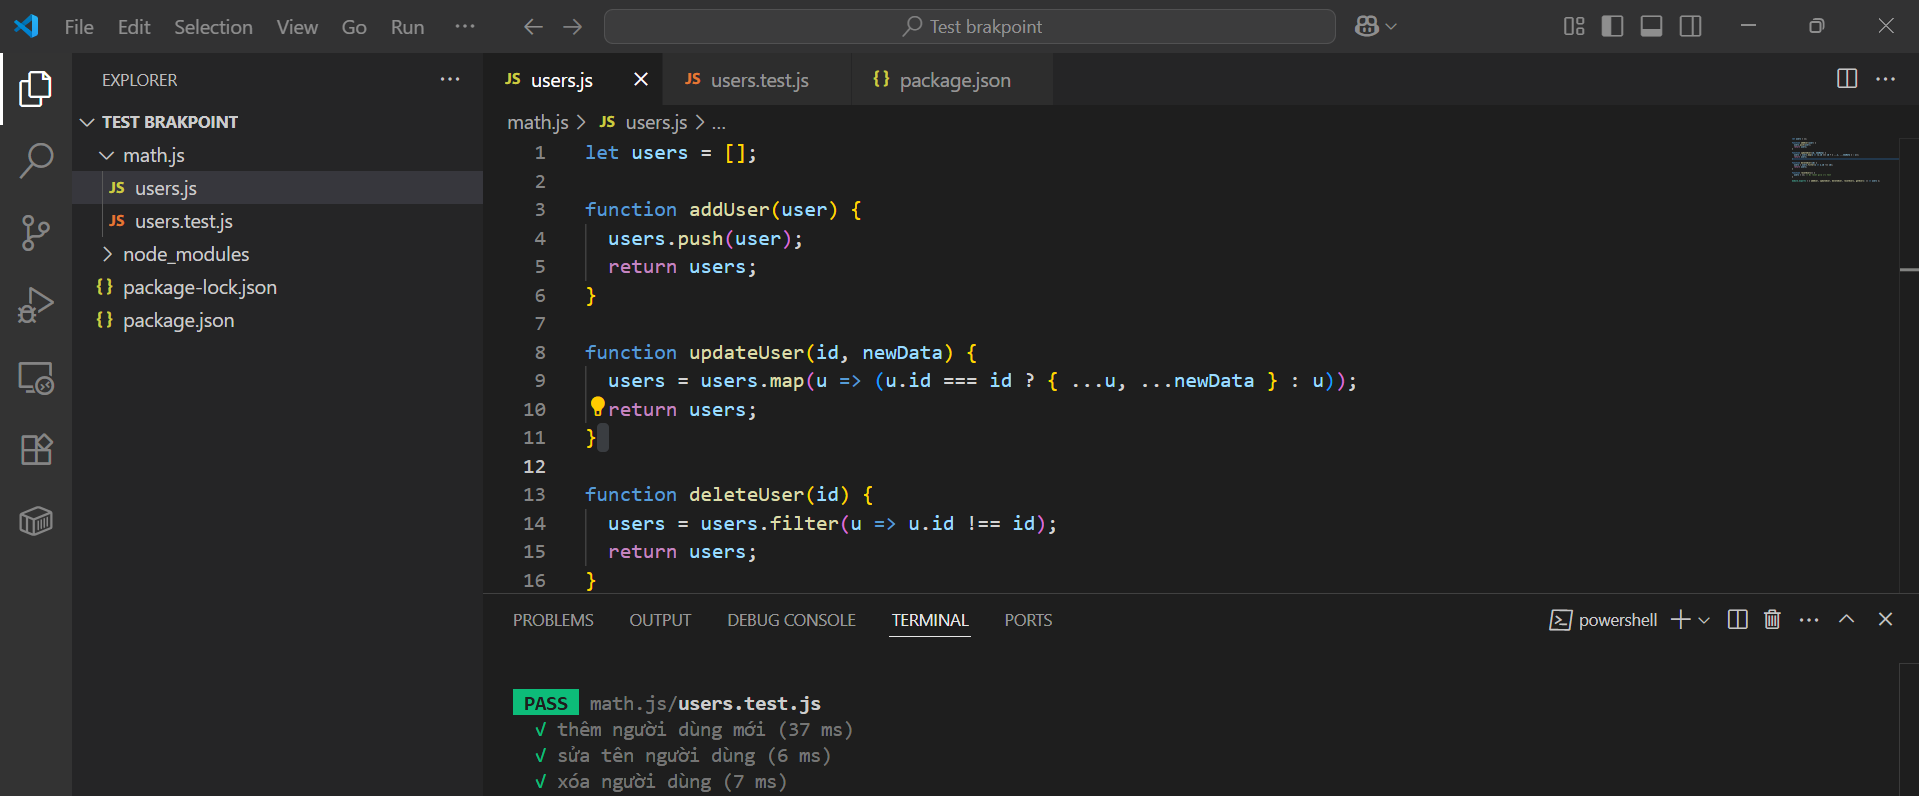 File Edit Selection View Go Run ···
Test brakpoint
EXPLORER ···
TEST BRAKPOINT
math.js
JS users.js
JS users.test.js
node_modules
{} package-lock.json
{} package.json
JS users.js
JS users.test.js
{} package.json
math.js > JS users.js > ...
1 let users = [];
2
3 function addUser(user) {
4 users.push(user);
5 return users;
6 }
7
8 function updateUser(id, newData) {
9 users = users.map(u => (u.id === id ? { ...u, ...newData } : u));
10 return users;
11 }
12
13 function deleteUser(id) {
14 users = users.filter(u => u.id !== id);
15 return users;
16 }
PROBLEMS OUTPUT DEBUG CONSOLE TERMINAL PORTS
powershell
PASS math.js/users.test.js
√ thêm người dùng mới (37 ms)
√ sửa tên người dùng (6 ms)
√ xóa người dùng (7 ms)